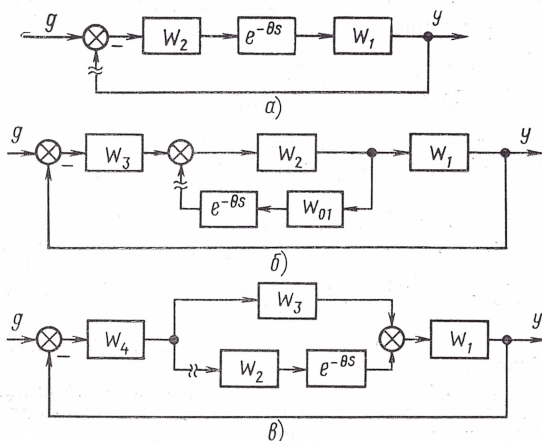 g − W₂ e^{−θs} W₁ y
а)
g − W₃ W₂ W₁ y
e^{−θs} W₀₁
б)
W₃
g − W₄ W₁ y
W₂ e^{−θs}
в)